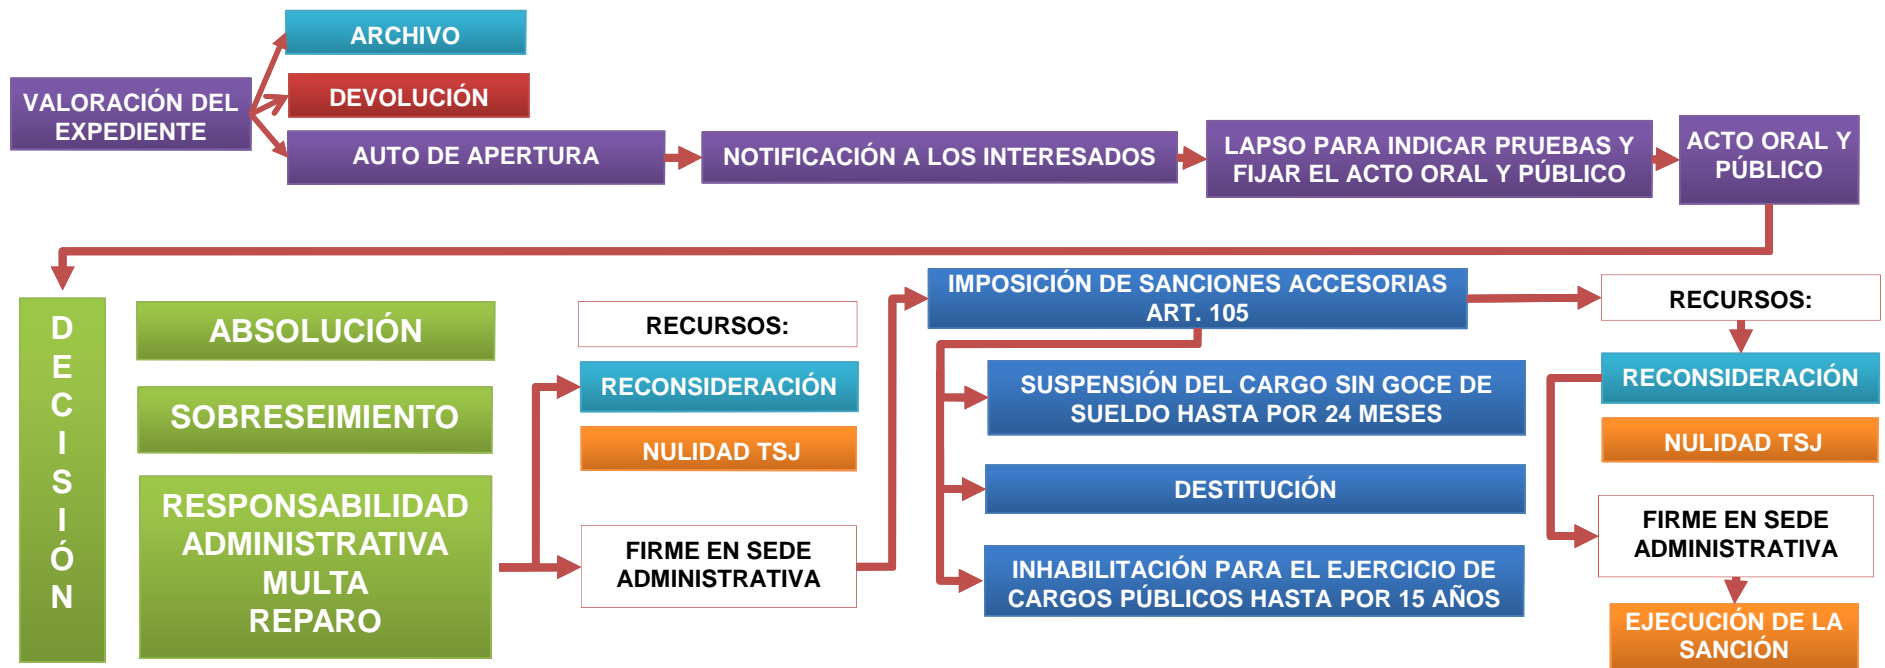 ARCHIVO
DEVOLUCIÓN
VALORACIÓN DEL
EXPEDIENTE
AUTO DE APERTURA
NOTIFICACIÓN A LOS INTERESADOS
LAPSO PARA INDICAR PRUEBAS Y
FIJAR EL ACTO ORAL Y PÚBLICO
ACTO ORAL Y
PÚBLICO
DECISIÓN
ABSOLUCIÓN
SOBRESEIMIENTO
RESPONSABILIDAD
ADMINISTRATIVA
MULTA
REPARO
RECURSOS:
RECONSIDERACIÓN
NULIDAD TSJ
FIRME EN SEDE
ADMINISTRATIVA
IMPOSICIÓN DE SANCIONES ACCESORIAS
ART. 105
SUSPENSIÓN DEL CARGO SIN GOCE DE
SUELDO HASTA POR 24 MESES
DESTITUCIÓN
INHABILITACIÓN PARA EL EJERCICIO DE
CARGOS PÚBLICOS HASTA POR 15 AÑOS
RECURSOS:
RECONSIDERACIÓN
NULIDAD TSJ
FIRME EN SEDE
ADMINISTRATIVA
EJECUCIÓN DE LA
SANCIÓN